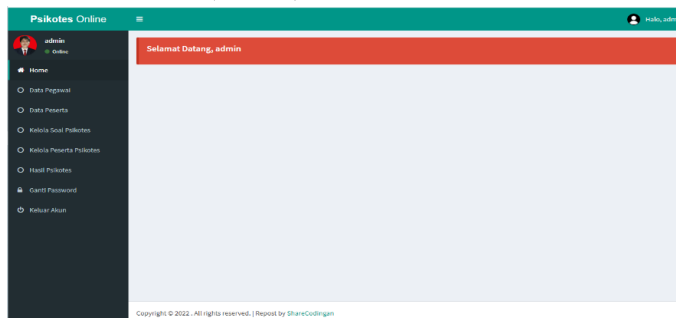 Psikotes Online
Halo, adm
admin
Online
Selamat Datang, admin
Home
Data Pegawai
Data Peserta
Kelola Soal Psikotes
Kelola Peserta Psikotes
Hasil Psikotes
Ganti Password
Keluar Akun
Copyright © 2022 . All rights reserved. | Repost by ShareCodingan